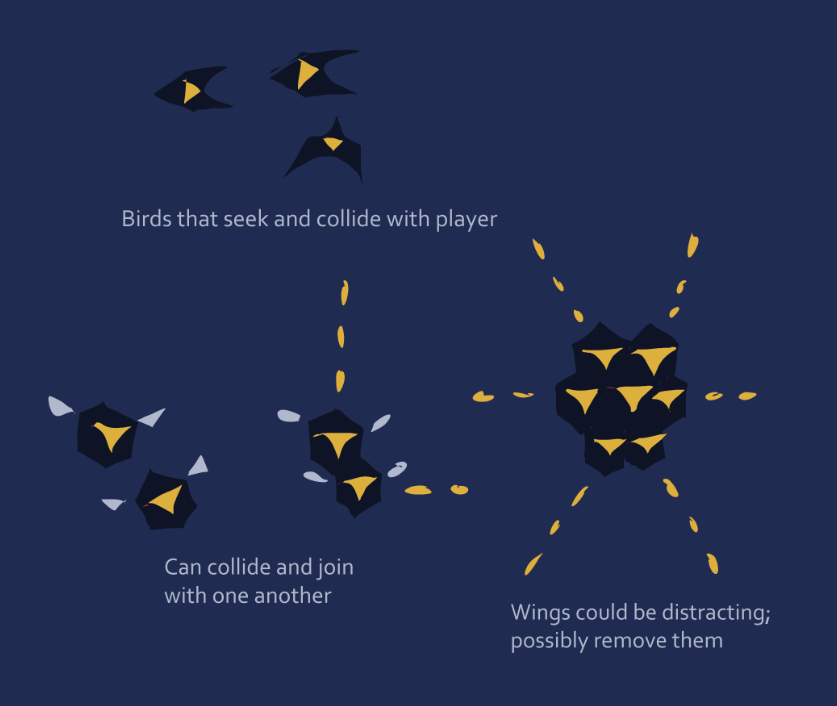 Birds that seek and collide with player
Can collide and join
with one another
Wings could be distracting;
possibly remove them